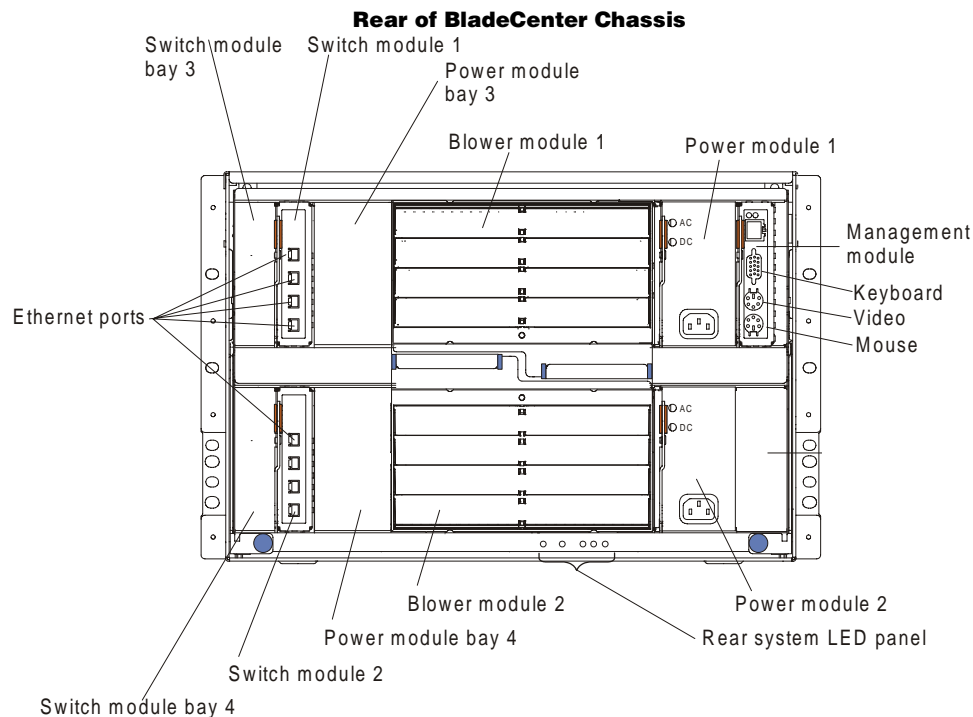 Rear of BladeCenter Chassis
Switch module
bay 3
Switch module 1
Power module
bay 3
Blower module 1
Power module 1
AC
DC
Management
module
Keyboard
Video
Mouse
Ethernet ports
AC
DC
Blower module 2
Power module 2
Power module bay 4
Rear system LED panel
Switch module 2
Switch module bay 4